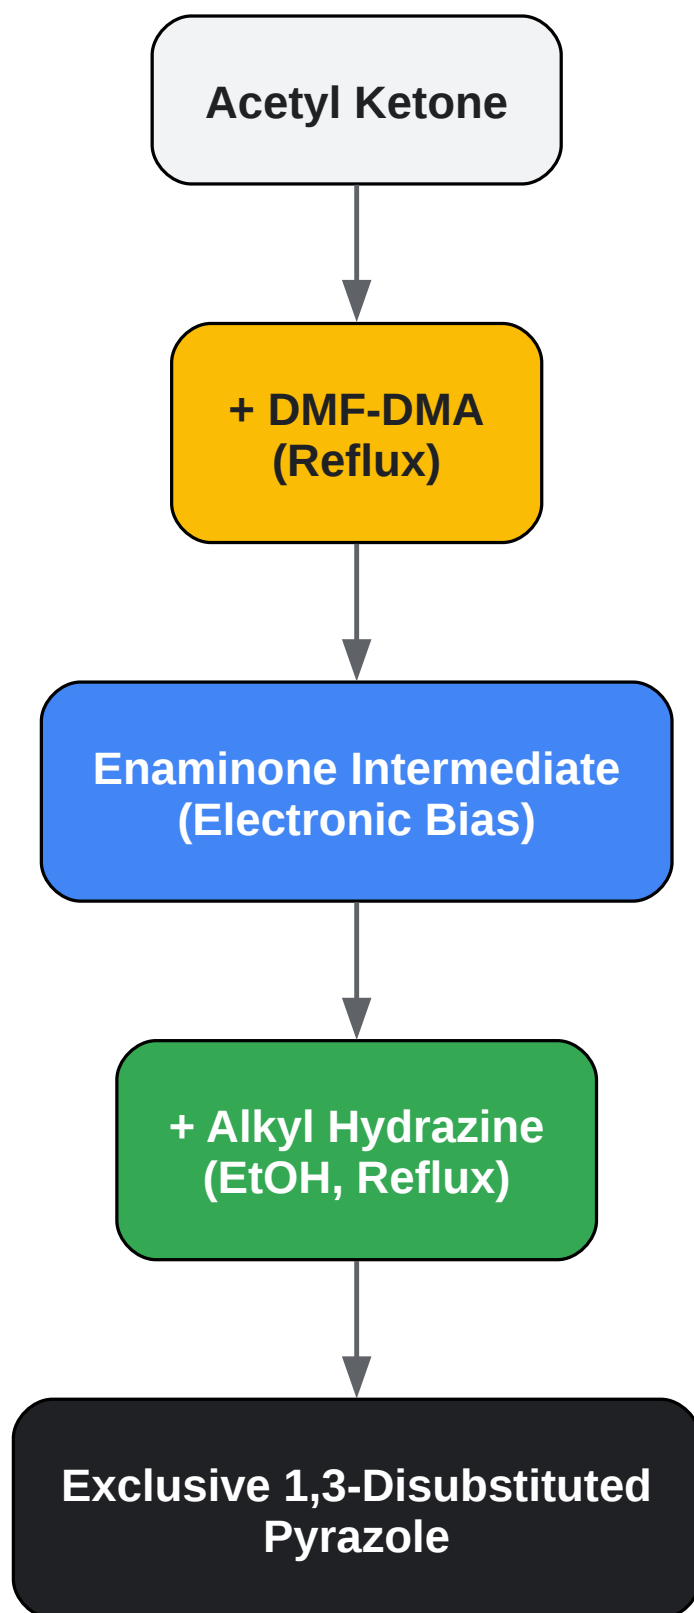 Acetyl Ketone
+ DMF-DMA
(Reflux)
Enaminone Intermediate
(Electronic Bias)
+ Alkyl Hydrazine
(EtOH, Reflux)
Exclusive 1,3-Disubstituted
Pyrazole